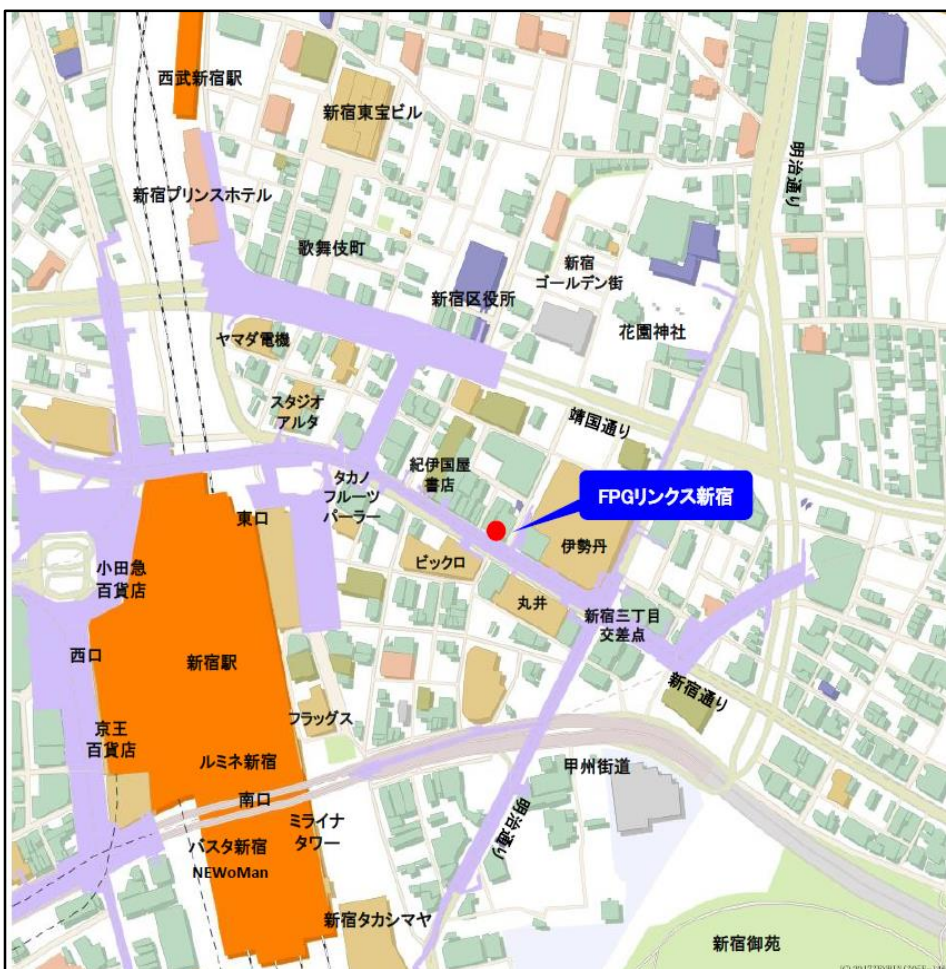 西武新宿駅
新宿東宝ビル
明治通り
新宿プリンスホテル
歌舞伎町
新宿
ゴールデン街
新宿区役所
花園神社
ヤマダ電機
スタジオ
アルタ
靖国通り
紀伊国屋
書店
タカノ
フルーツ
パーラー
FPGリンクス新宿
東口
伊勢丹
ビックロ
小田急
百貨店
丸井
新宿三丁目
交差点
西口
新宿駅
新宿通り
フラッグス
京王
百貨店
ルミネ新宿
甲州街道
南口
ミライナ
タワー
明治通り
バスタ新宿
NEWoMan
新宿タカシマヤ
新宿御苑